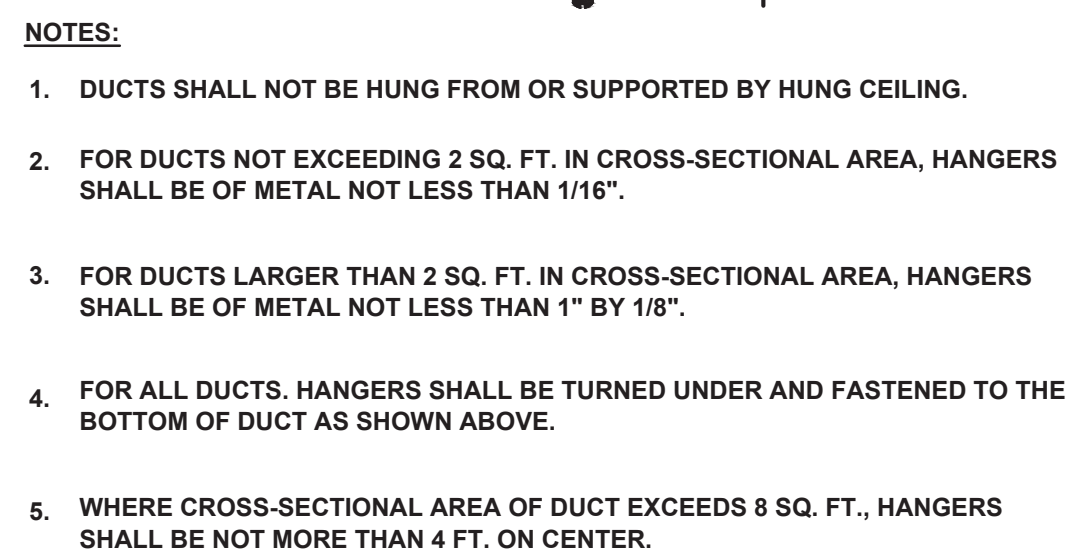 NOTES:
1. DUCTS SHALL NOT BE HUNG FROM OR SUPPORTED BY HUNG CEILING.
2. FOR DUCTS NOT EXCEEDING 2 SQ. FT. IN CROSS-SECTIONAL AREA, HANGERS
SHALL BE OF METAL NOT LESS THAN 1/16".
3. FOR DUCTS LARGER THAN 2 SQ. FT. IN CROSS-SECTIONAL AREA, HANGERS
SHALL BE OF METAL NOT LESS THAN 1" BY 1/8".
4. FOR ALL DUCTS. HANGERS SHALL BE TURNED UNDER AND FASTENED TO THE
BOTTOM OF DUCT AS SHOWN ABOVE.
5. WHERE CROSS-SECTIONAL AREA OF DUCT EXCEEDS 8 SQ. FT., HANGERS
SHALL BE NOT MORE THAN 4 FT. ON CENTER.